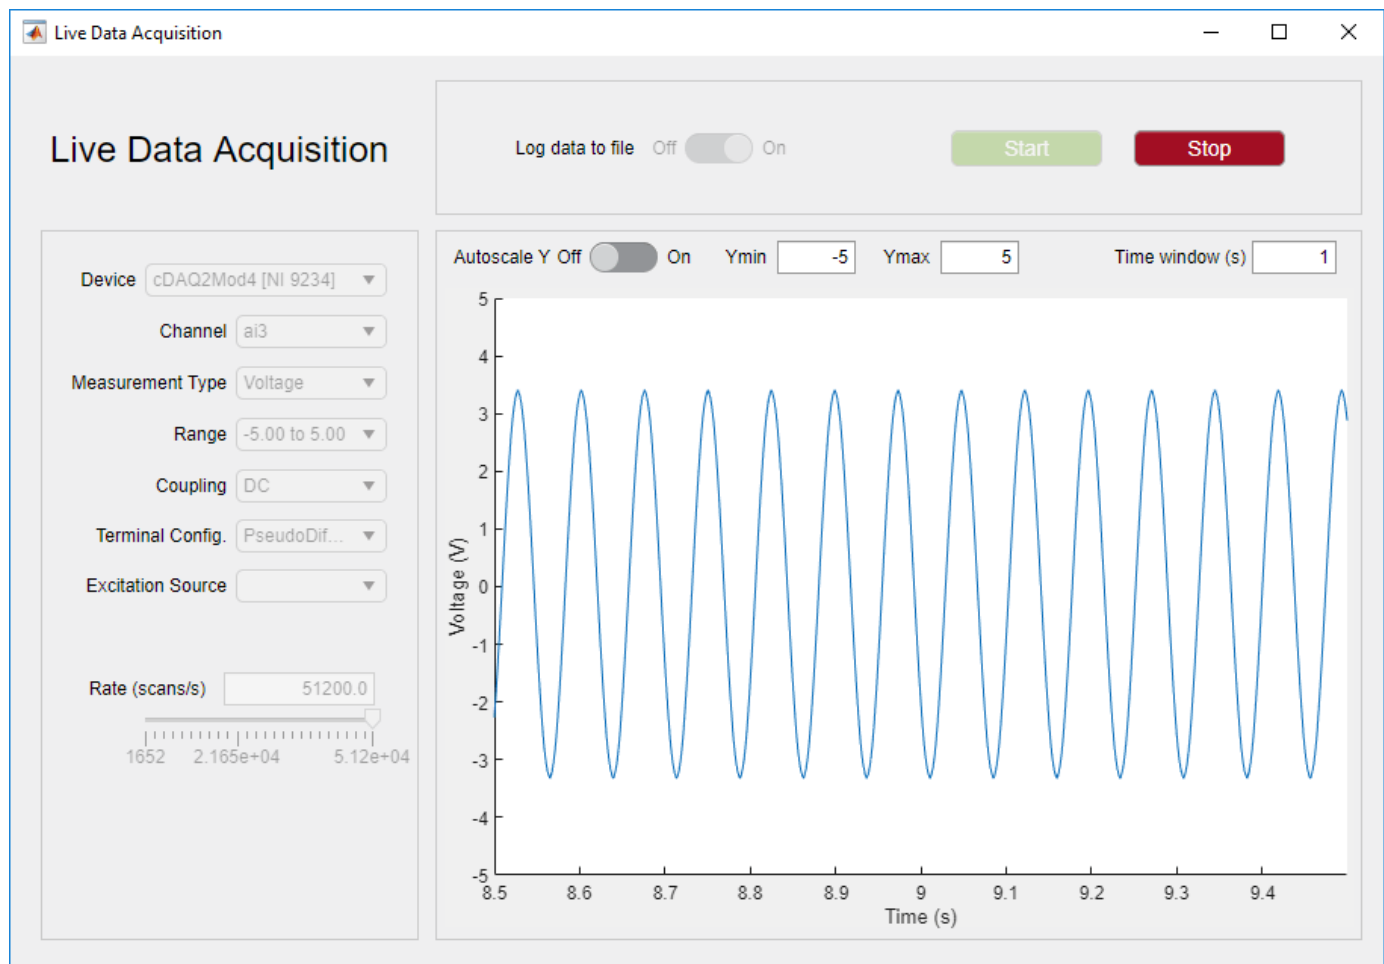 Live Data Acquisition
Live Data Acquisition
Log data to file Off On Start Stop
Device cDAQ2Mod4 [NI 9234]
Channel ai3
Measurement Type Voltage
Range -5.00 to 5.00
Coupling DC
Terminal Config. PseudoDif...
Excitation Source
Rate (scans/s) 51200.0
1652 2.165e+04 5.12e+04
Autoscale Y Off On Ymin -5 Ymax 5 Time window (s) 1
5
4
3
2
1
0
-1
-2
-3
-4
-5
Voltage (V)
8.5 8.6 8.7 8.8 8.9 9 9.1 9.2 9.3 9.4
Time (s)